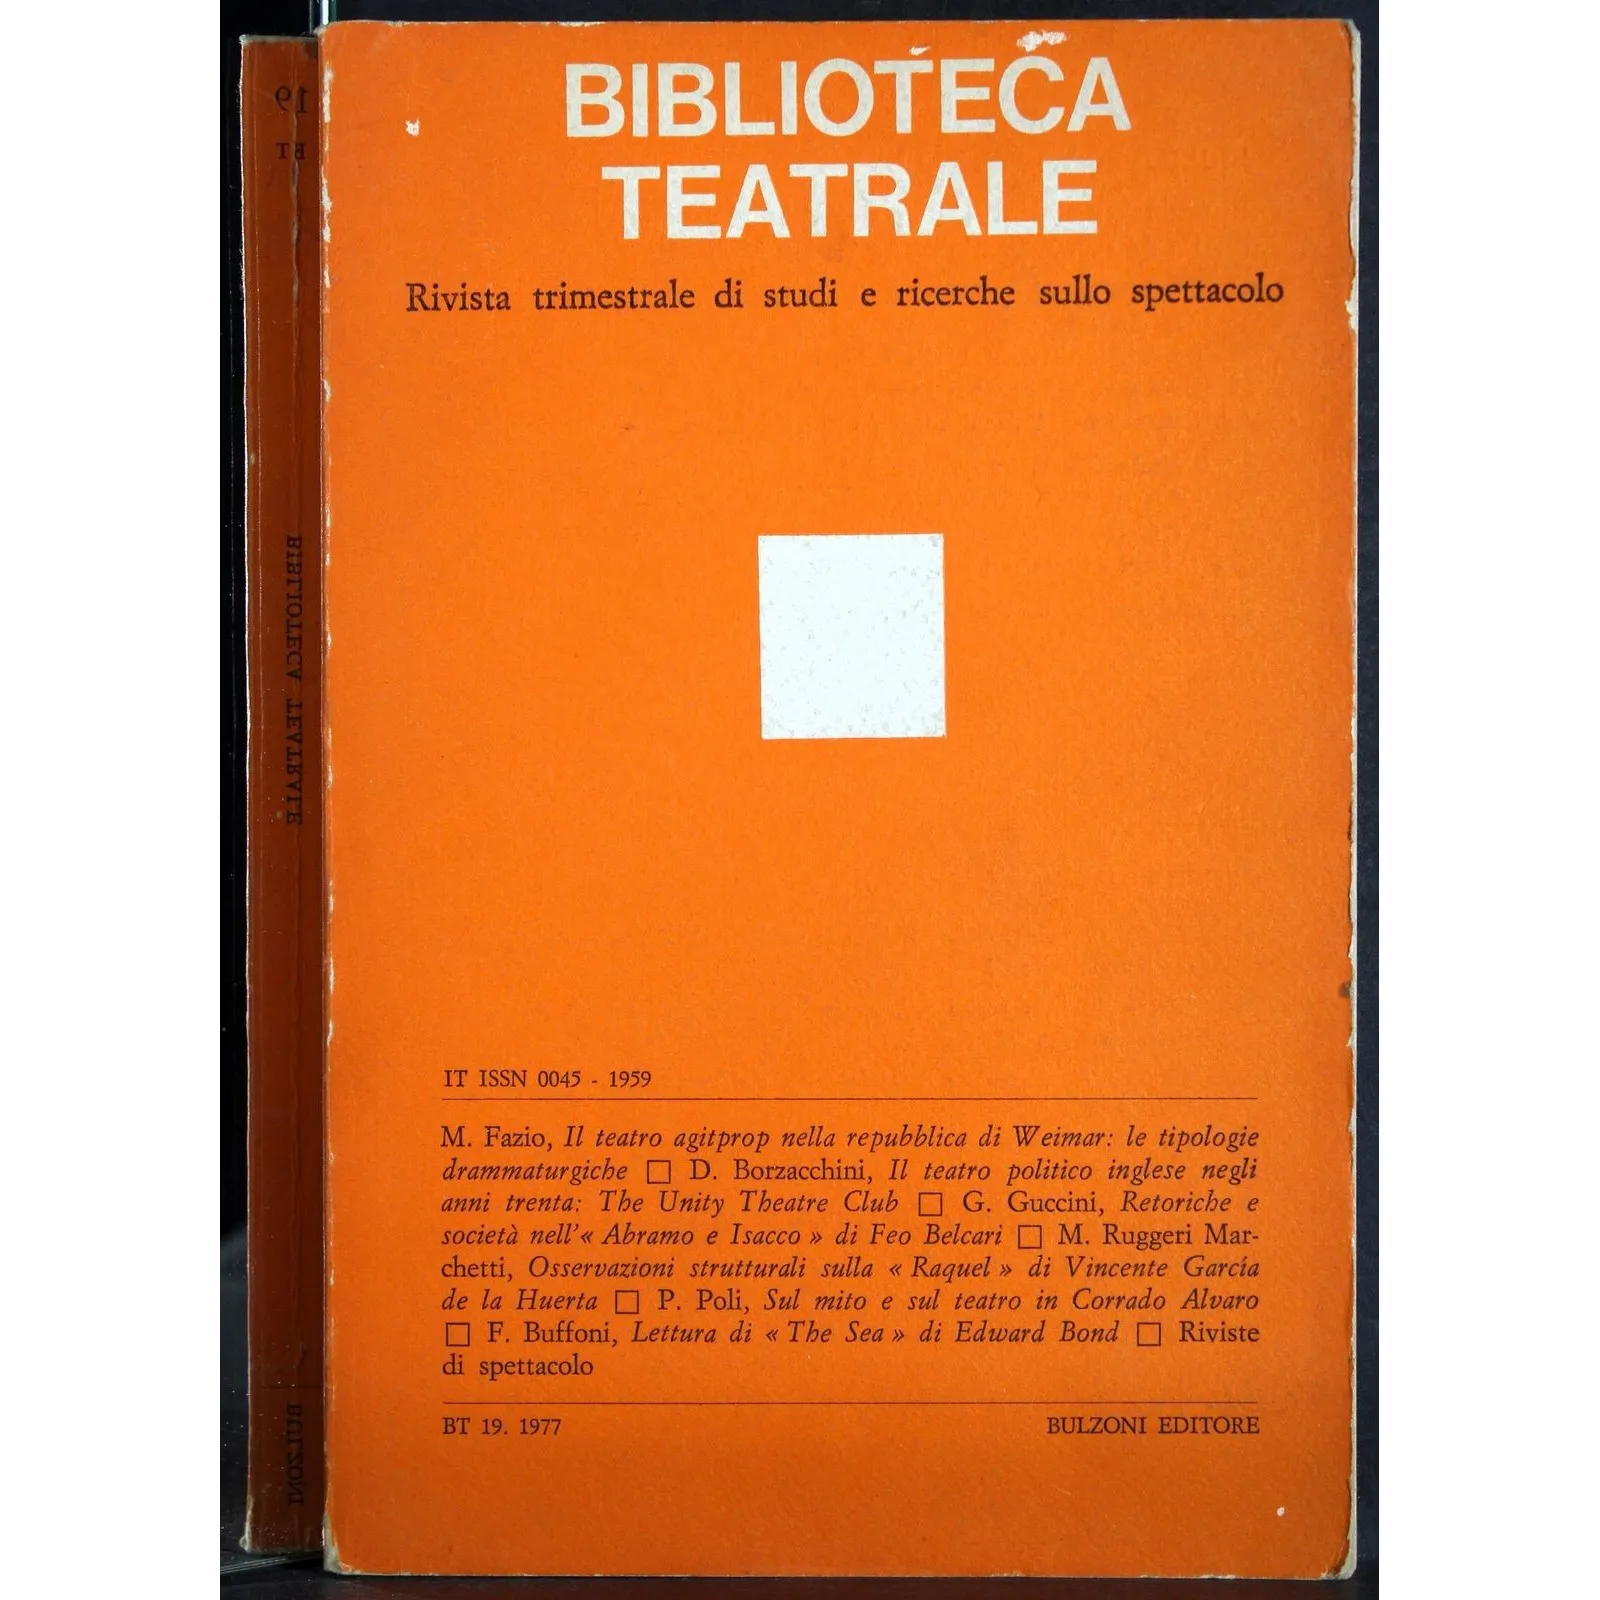 BIBLIOTECA
TEATRALE
Rivista trimestrale di studi e ricerche sullo spettacolo
IT ISSN 0045 - 1959
M. Fazio, Il teatro agitprop nella repubblica di Weimar: le tipologie
drammaturgiche □ D. Borzacchini, Il teatro politico inglese negli
anni trenta: The Unity Theatre Club □ G. Guccini, Retoriche e
società nell'« Abramo e Isacco » di Feo Belcari □ M. Ruggeri Mar-
chetti, Osservazioni strutturali sulla « Raquel » di Vincente García
de la Huerta □ P. Poli, Sul mito e sul teatro in Corrado Alvaro
□ F. Buffoni, Lettura di « The Sea » di Edward Bond □ Riviste
di spettacolo
BT 19. 1977 BULZONI EDITORE
19
BT
BIBLIOTECA TEATRALE
BULZONI